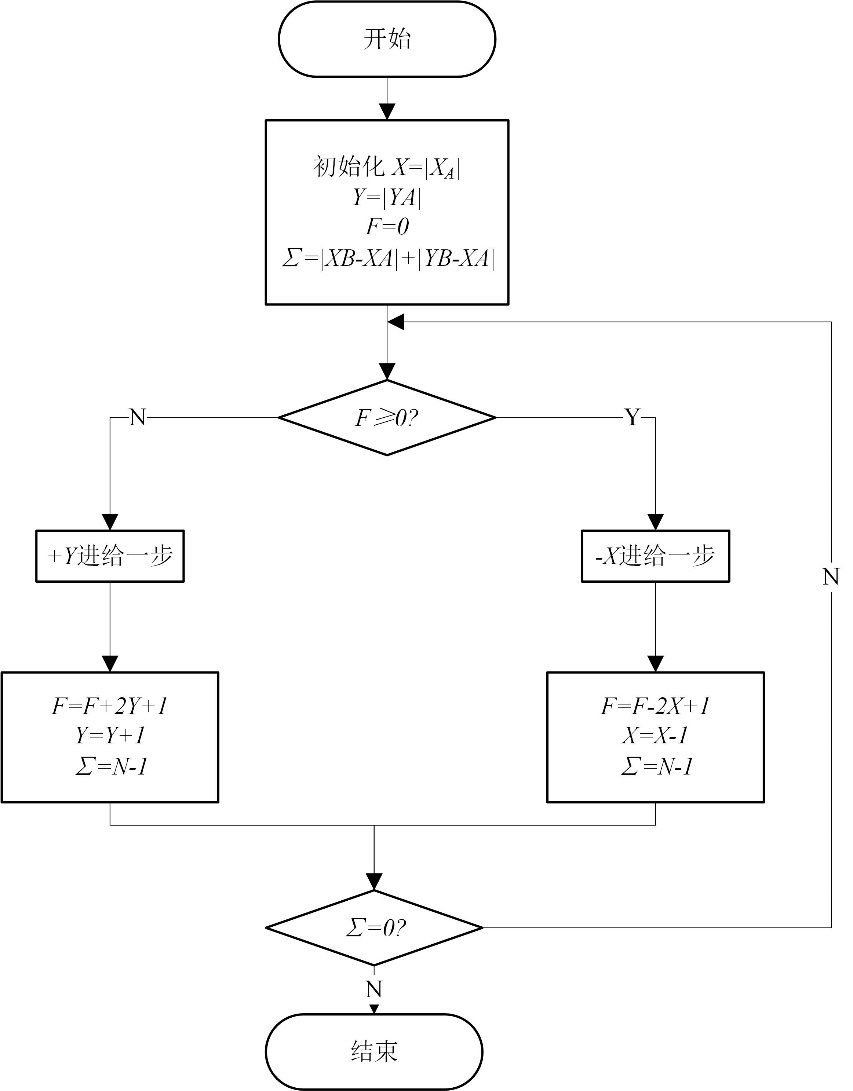 开始
初始化 X=|XA|
Y=|YA|
F=0
Σ=|XB-XA|+|YB-XA|
F≥0?
N
Y
+Y进给一步
-X进给一步
N
F=F+2Y+1
Y=Y+1
Σ=N-1
F=F-2X+1
X=X-1
Σ=N-1
Σ=0?
N
结束